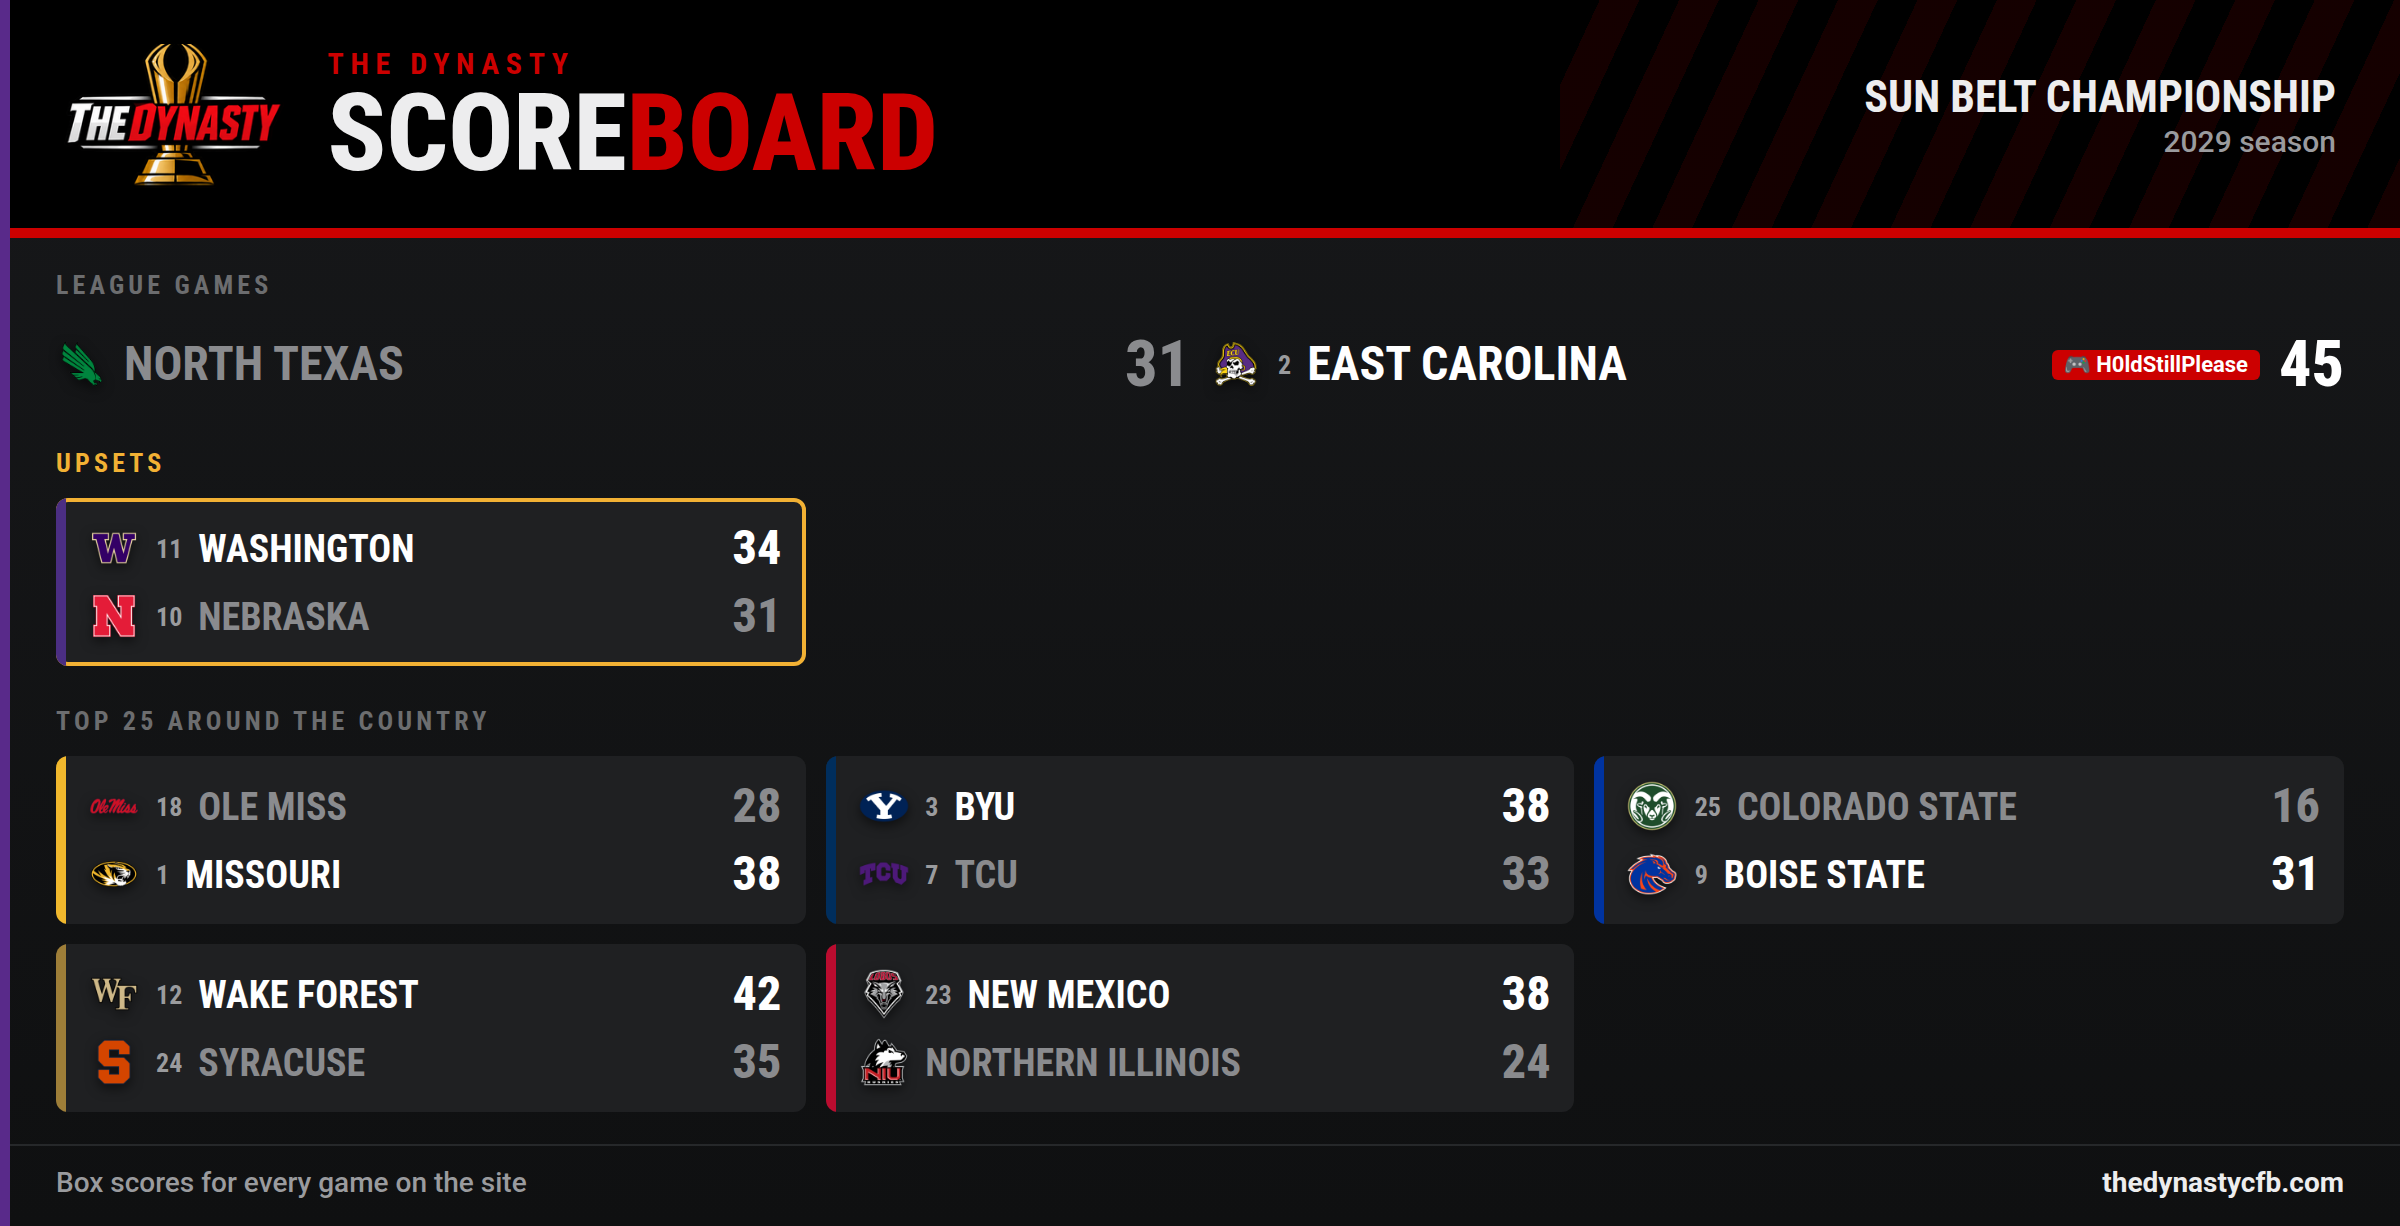 THE DYNASTY
THE DYNASTY
SCOREBOARD
SUN BELT CHAMPIONSHIP
2029 season
LEAGUE GAMES
NORTH TEXAS 31
ECU 2 EAST CAROLINA H0ldStillPlease 45
UPSETS
W 11 WASHINGTON 34
N 10 NEBRASKA 31
TOP 25 AROUND THE COUNTRY
Ole Miss 18 OLE MISS 28
1 MISSOURI 38
Y 3 BYU 38
TCU 7 TCU 33
25 COLORADO STATE 16
9 BOISE STATE 31
WF 12 WAKE FOREST 42
S 24 SYRACUSE 35
LOBOS 23 NEW MEXICO 38
NIU NORTHERN ILLINOIS 24
Box scores for every game on the site
thedynastycfb.com